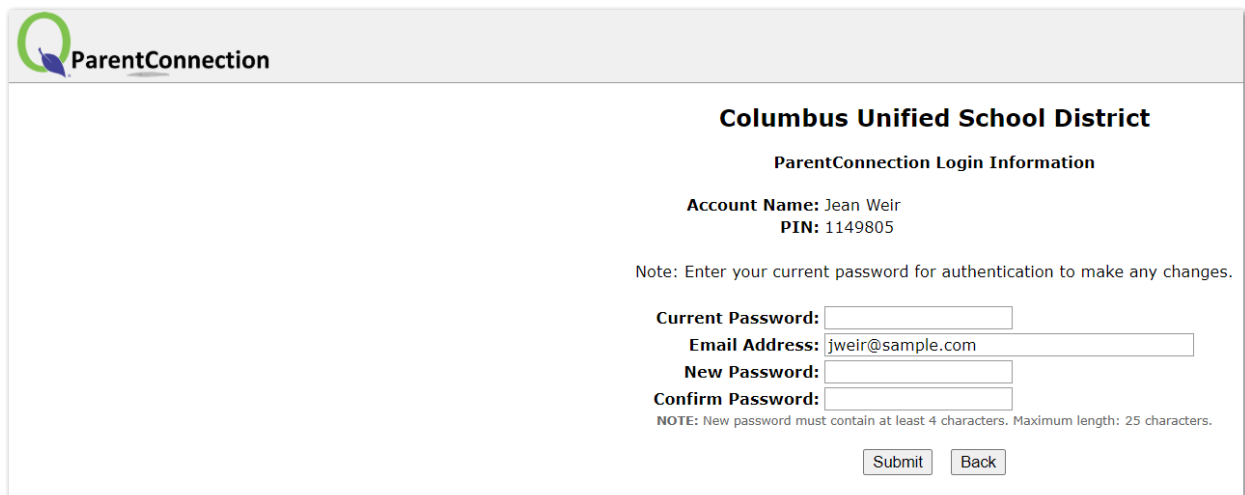 ParentConnection
Columbus Unified School District
ParentConnection Login Information
Account Name: Jean Weir
PIN: 1149805
Note: Enter your current password for authentication to make any changes.
Current Password:
Email Address: jweir@sample.com
New Password:
Confirm Password:
NOTE: New password must contain at least 4 characters. Maximum length: 25 characters.
Submit Back